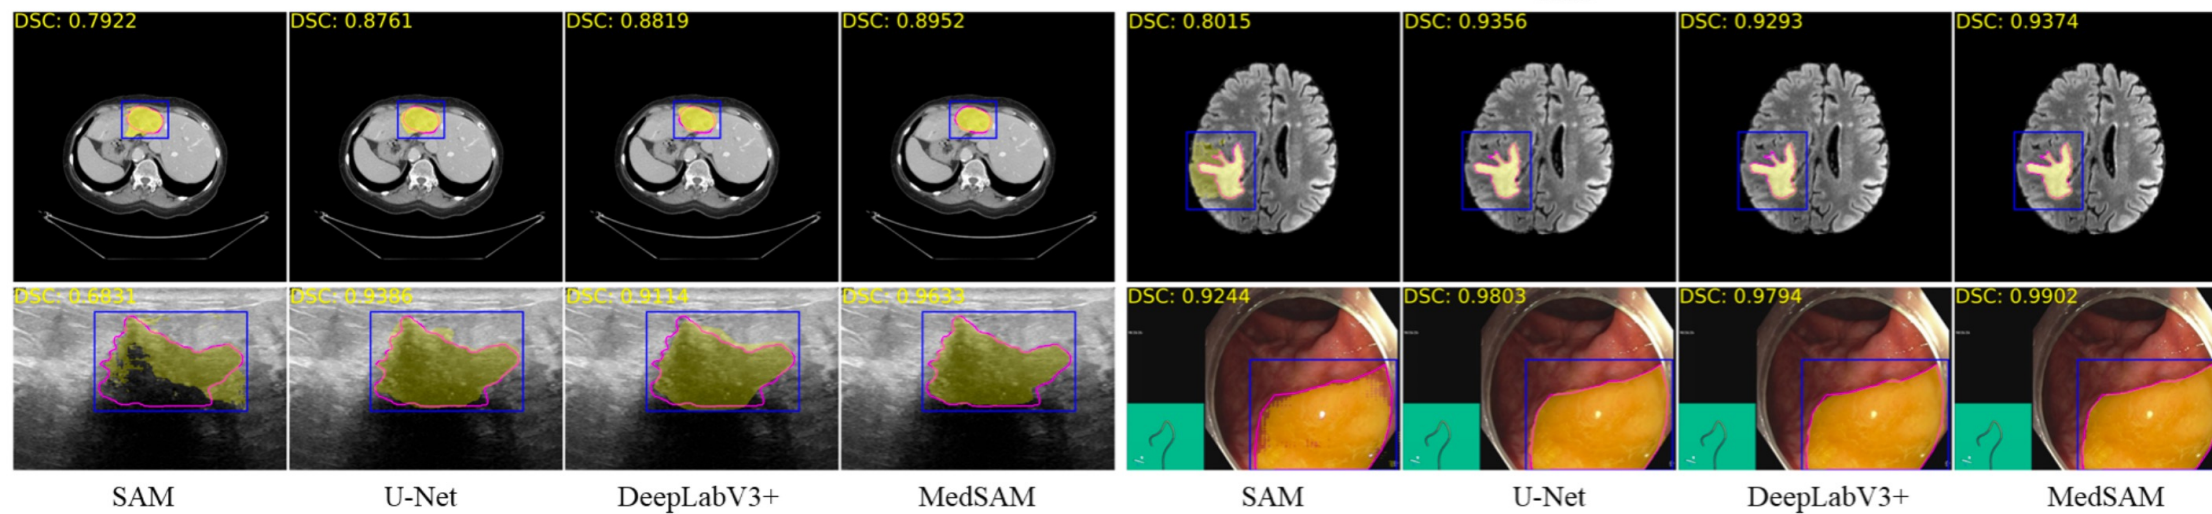 DSC: 0.7922 DSC: 0.8761 DSC: 0.8819 DSC: 0.8952 DSC: 0.8015 DSC: 0.9356 DSC: 0.9293 DSC: 0.9374
DSC: 0.6831 DSC: 0.9386 DSC: 0.9114 DSC: 0.9633 DSC: 0.9244 DSC: 0.9803 DSC: 0.9794 DSC: 0.9902
SAM U-Net DeepLabV3+ MedSAM SAM U-Net DeepLabV3+ MedSAM